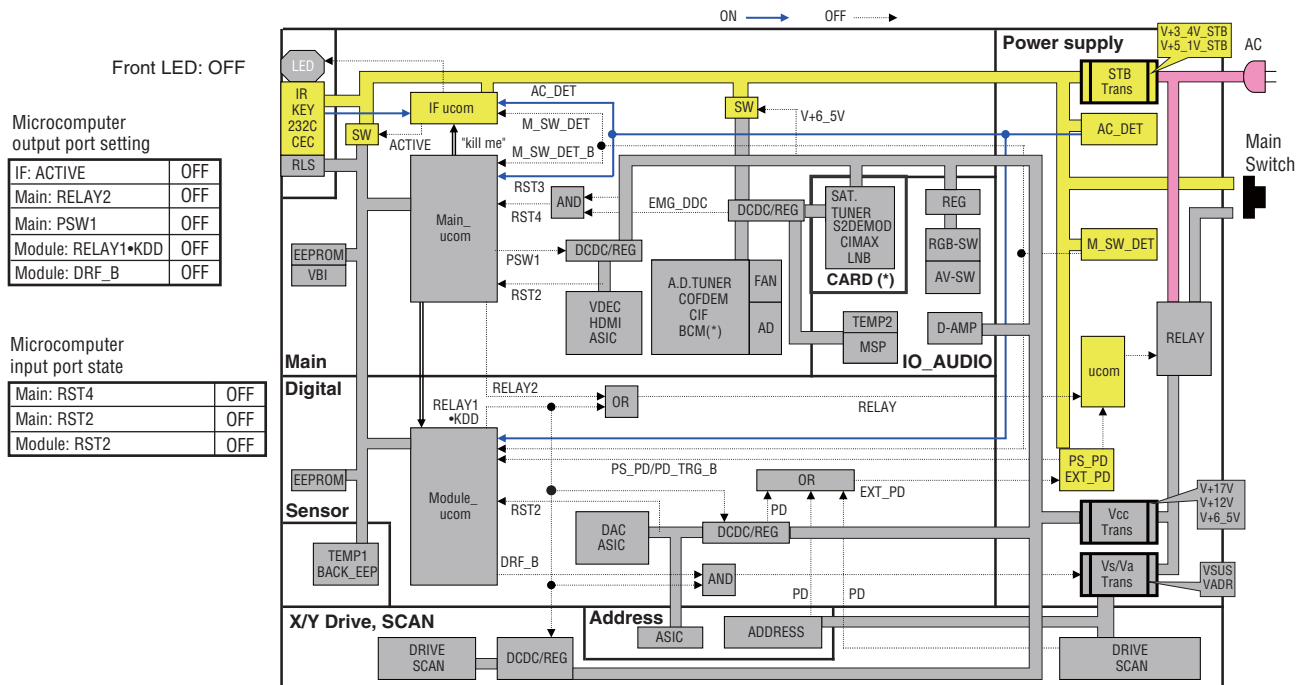 ON
OFF
Front LED: OFF
Microcomputer
output port setting
IF: ACTIVE OFF
Main: RELAY2 OFF
Main: PSW1 OFF
Module: RELAY1•KDD OFF
Module: DRF_B OFF
Microcomputer
input port state
Main: RST4 OFF
Main: RST2 OFF
Module: RST2 OFF
LED
IR
KEY
232C
CEC
RLS
SW
IF ucom
ACTIVE
"kill me"
AC_DET
M_SW_DET
M_SW_DET_B
SW
V+6_5V
Power supply
V+3_4V_STB
V+5_1V_STB
AC
STB
Trans
AC_DET
Main
Switch
M_SW_DET
Main_
ucom
RST3
RST4
AND
EMG_DDC
DCDC/REG
PSW1
DCDC/REG
RST2
VDEC
HDMI
ASIC
EEPROM
VBI
A.D.TUNER
COFDEM
CIF
BCM(*)
FAN
AD
SAT.
TUNER
S2DEMOD
CIMAX
LNB
CARD (*)
REG
RGB-SW
AV-SW
TEMP2
MSP
D-AMP
RELAY
ucom
Main
IO_AUDIO
Digital
RELAY2
RELAY1
•KDD
OR
RELAY
Module_
ucom
EEPROM
PS_PD/PD_TRG_B
OR
EXT_PD
PS_PD
EXT_PD
RST2
PD
DAC
ASIC
DCDC/REG
Vcc
Trans
V+17V
V+12V
V+6_5V
Sensor
TEMP1
BACK_EEP
DRF_B
AND
PD
PD
Vs/Va
Trans
VSUS
VADR
X/Y Drive, SCAN
DRIVE
SCAN
DCDC/REG
Address
ASIC
ADDRESS
DRIVE
SCAN